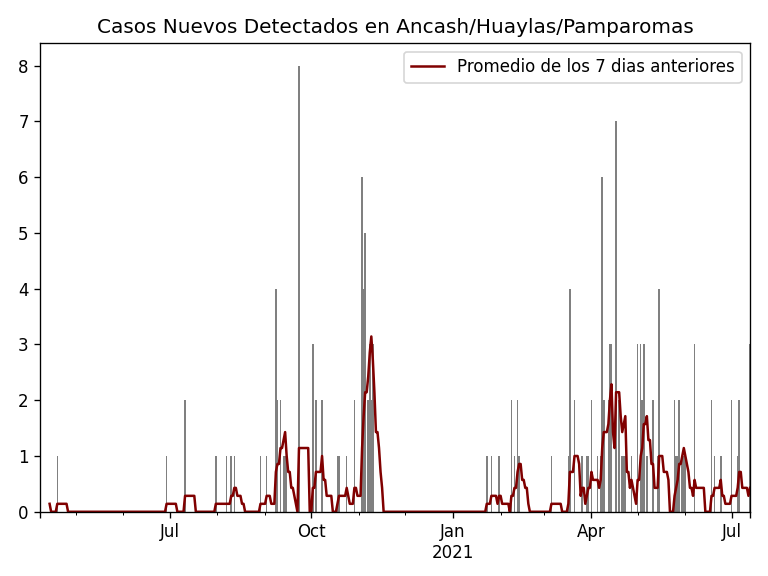 Casos Nuevos Detectados en Ancash/Huaylas/Pamparomas
Promedio de los 7 dias anteriores
8
7
6
5
4
3
2
1
0
Jul
Oct
Jan
2021
Apr
Jul